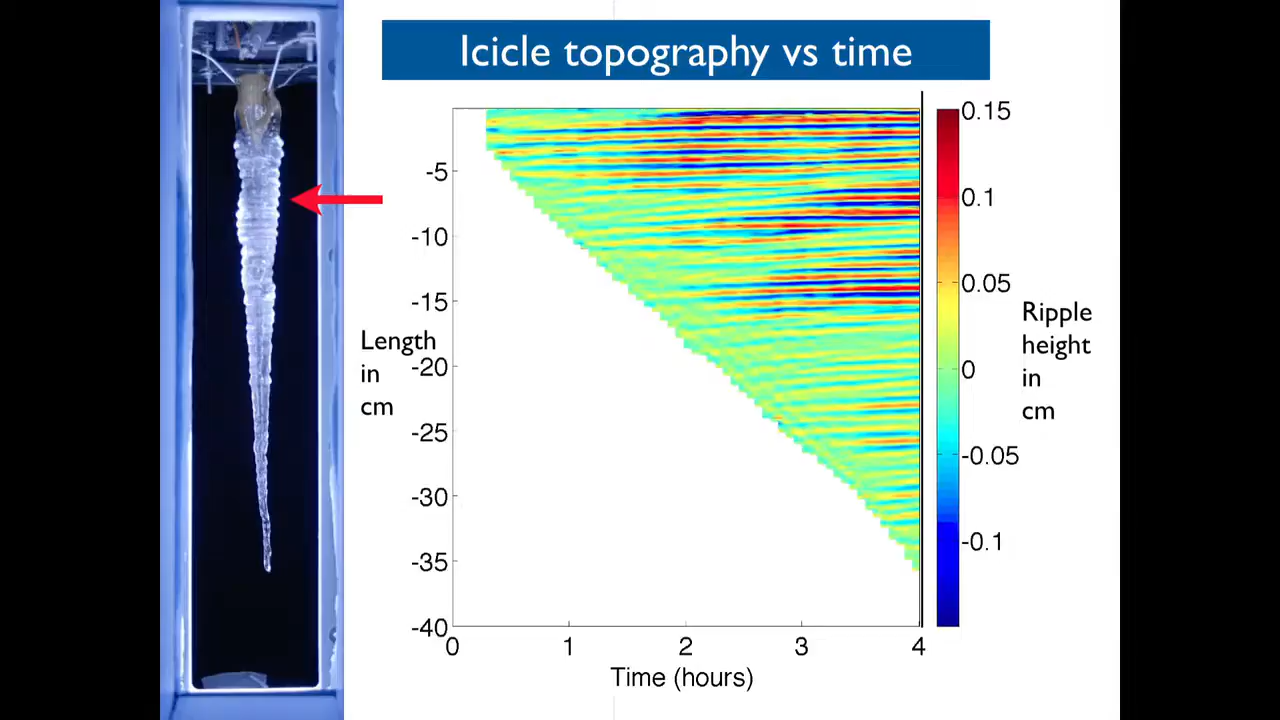 Icicle topography vs time
-5
-10
-15
-20
-25
-30
-35
-40
Length
in
cm
0 1 2 3 4
Time (hours)
0.15
0.1
0.05
0
-0.05
-0.1
Ripple
height
in
cm